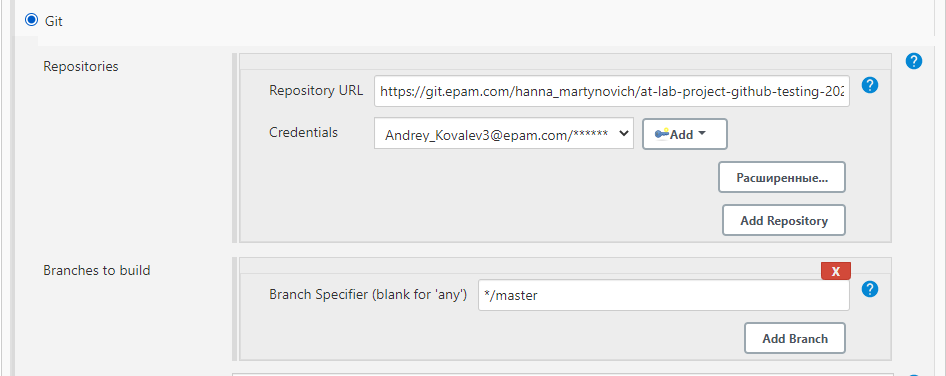 Git
Repositories
Repository URL https://git.epam.com/hanna_martynovich/at-lab-project-github-testing-202
Credentials Andrey_Kovalev3@epam.com/****** Add
Расширенные...
Add Repository
Branches to build
X
Branch Specifier (blank for 'any') */master
Add Branch